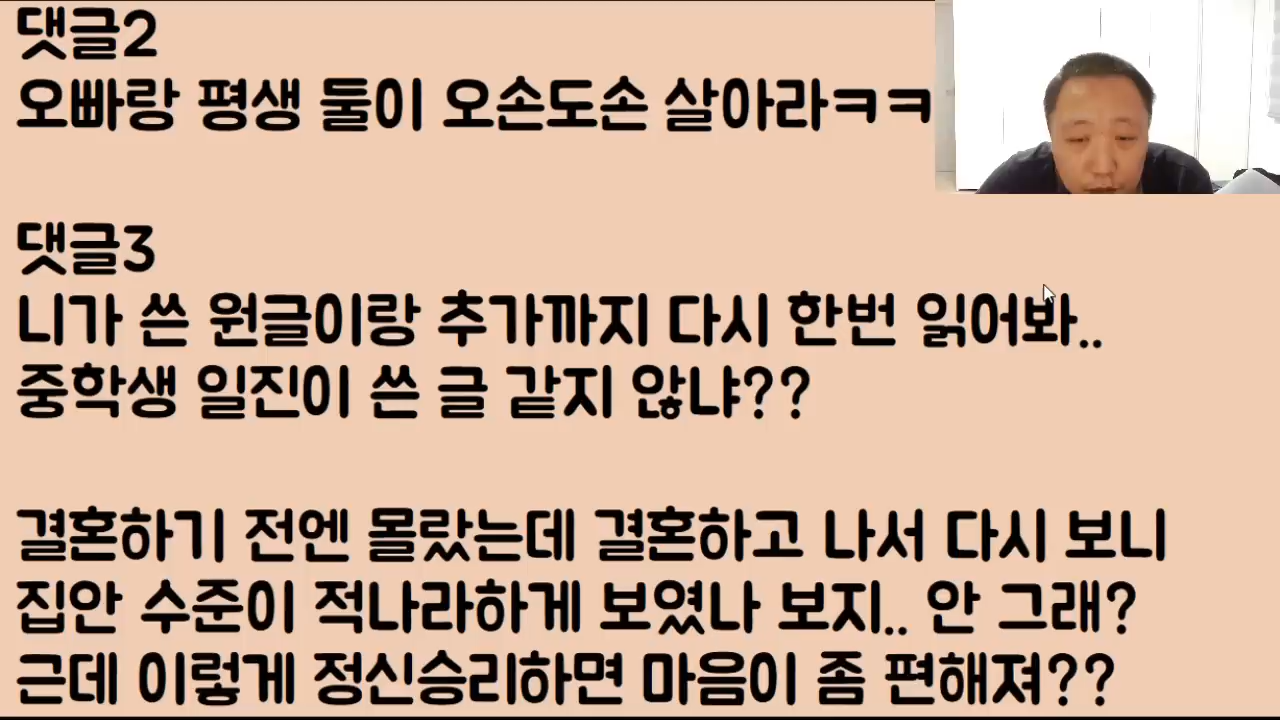 댓글2
오빠랑 평생 둘이 오손도손 살아라ㅋㅋ
댓글3
니가 쓴 원글이랑 추가까지 다시 한번 읽어봐..
중학생 일진이 쓴 글 같지 않냐??
결혼하기 전엔 몰랐는데 결혼하고 나서 다시 보니
집안 수준이 적나라하게 보였나 보지.. 안 그래?
근데 이렇게 정신승리하면 마음이 좀 편해져??